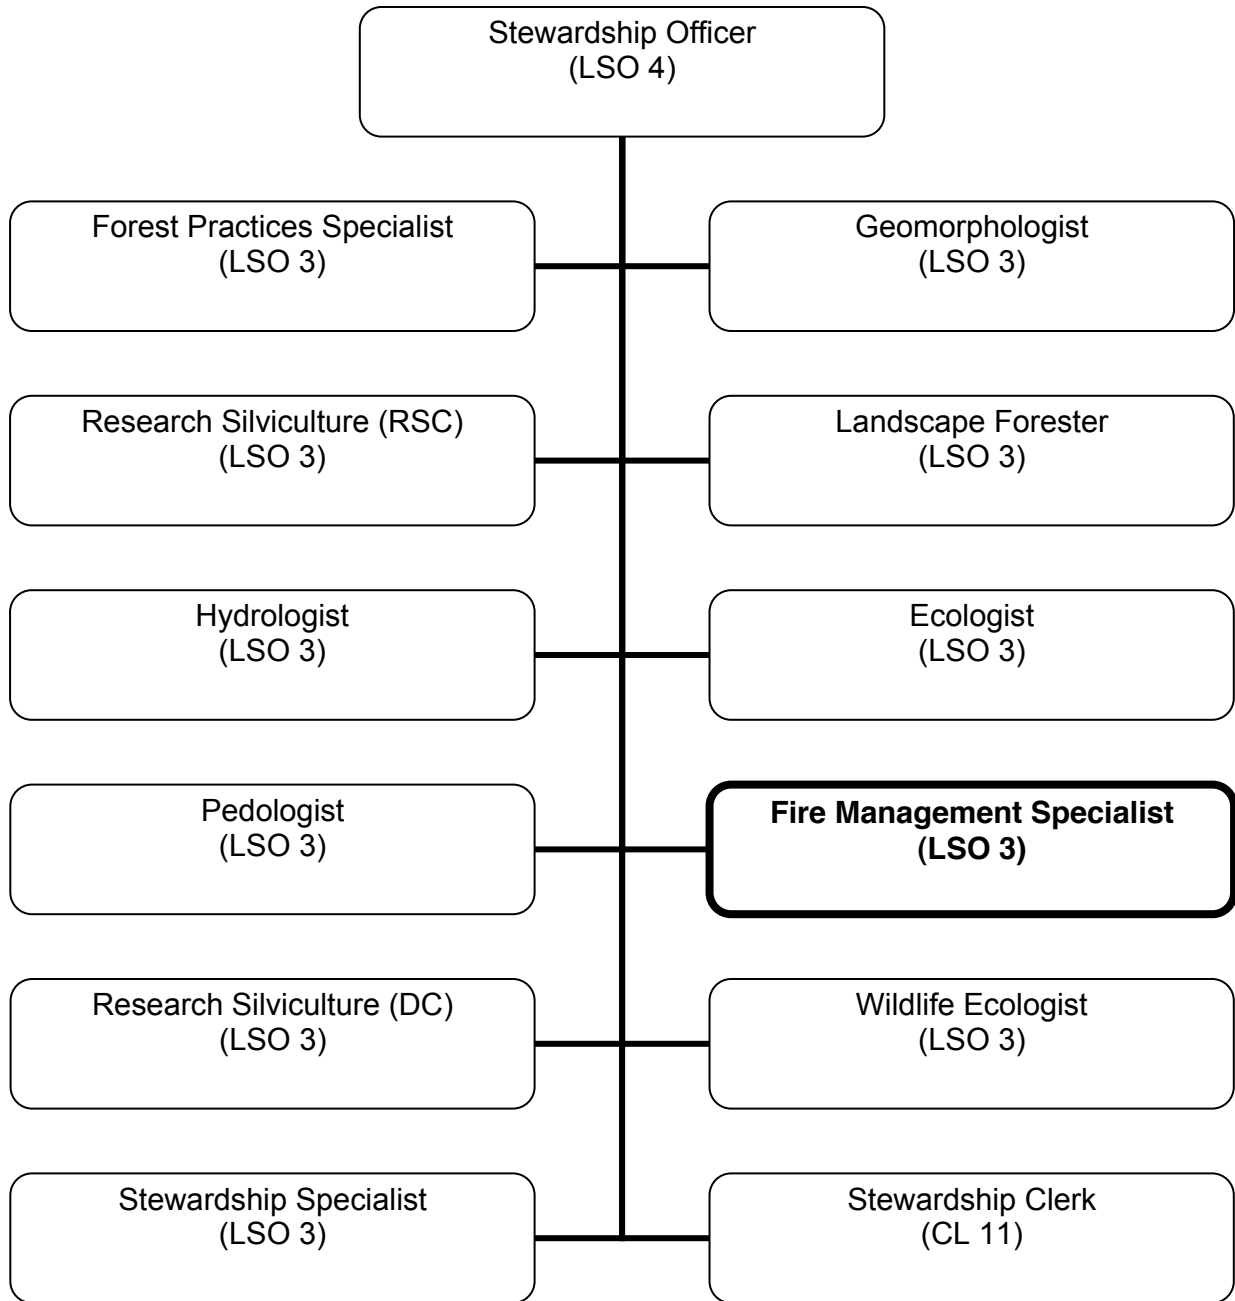 Stewardship Officer
(LSO 4)
Forest Practices Specialist
(LSO 3)
Geomorphologist
(LSO 3)
Research Silviculture (RSC)
(LSO 3)
Landscape Forester
(LSO 3)
Hydrologist
(LSO 3)
Ecologist
(LSO 3)
Pedologist
(LSO 3)
Fire Management Specialist
(LSO 3)
Research Silviculture (DC)
(LSO 3)
Wildlife Ecologist
(LSO 3)
Stewardship Specialist
(LSO 3)
Stewardship Clerk
(CL 11)